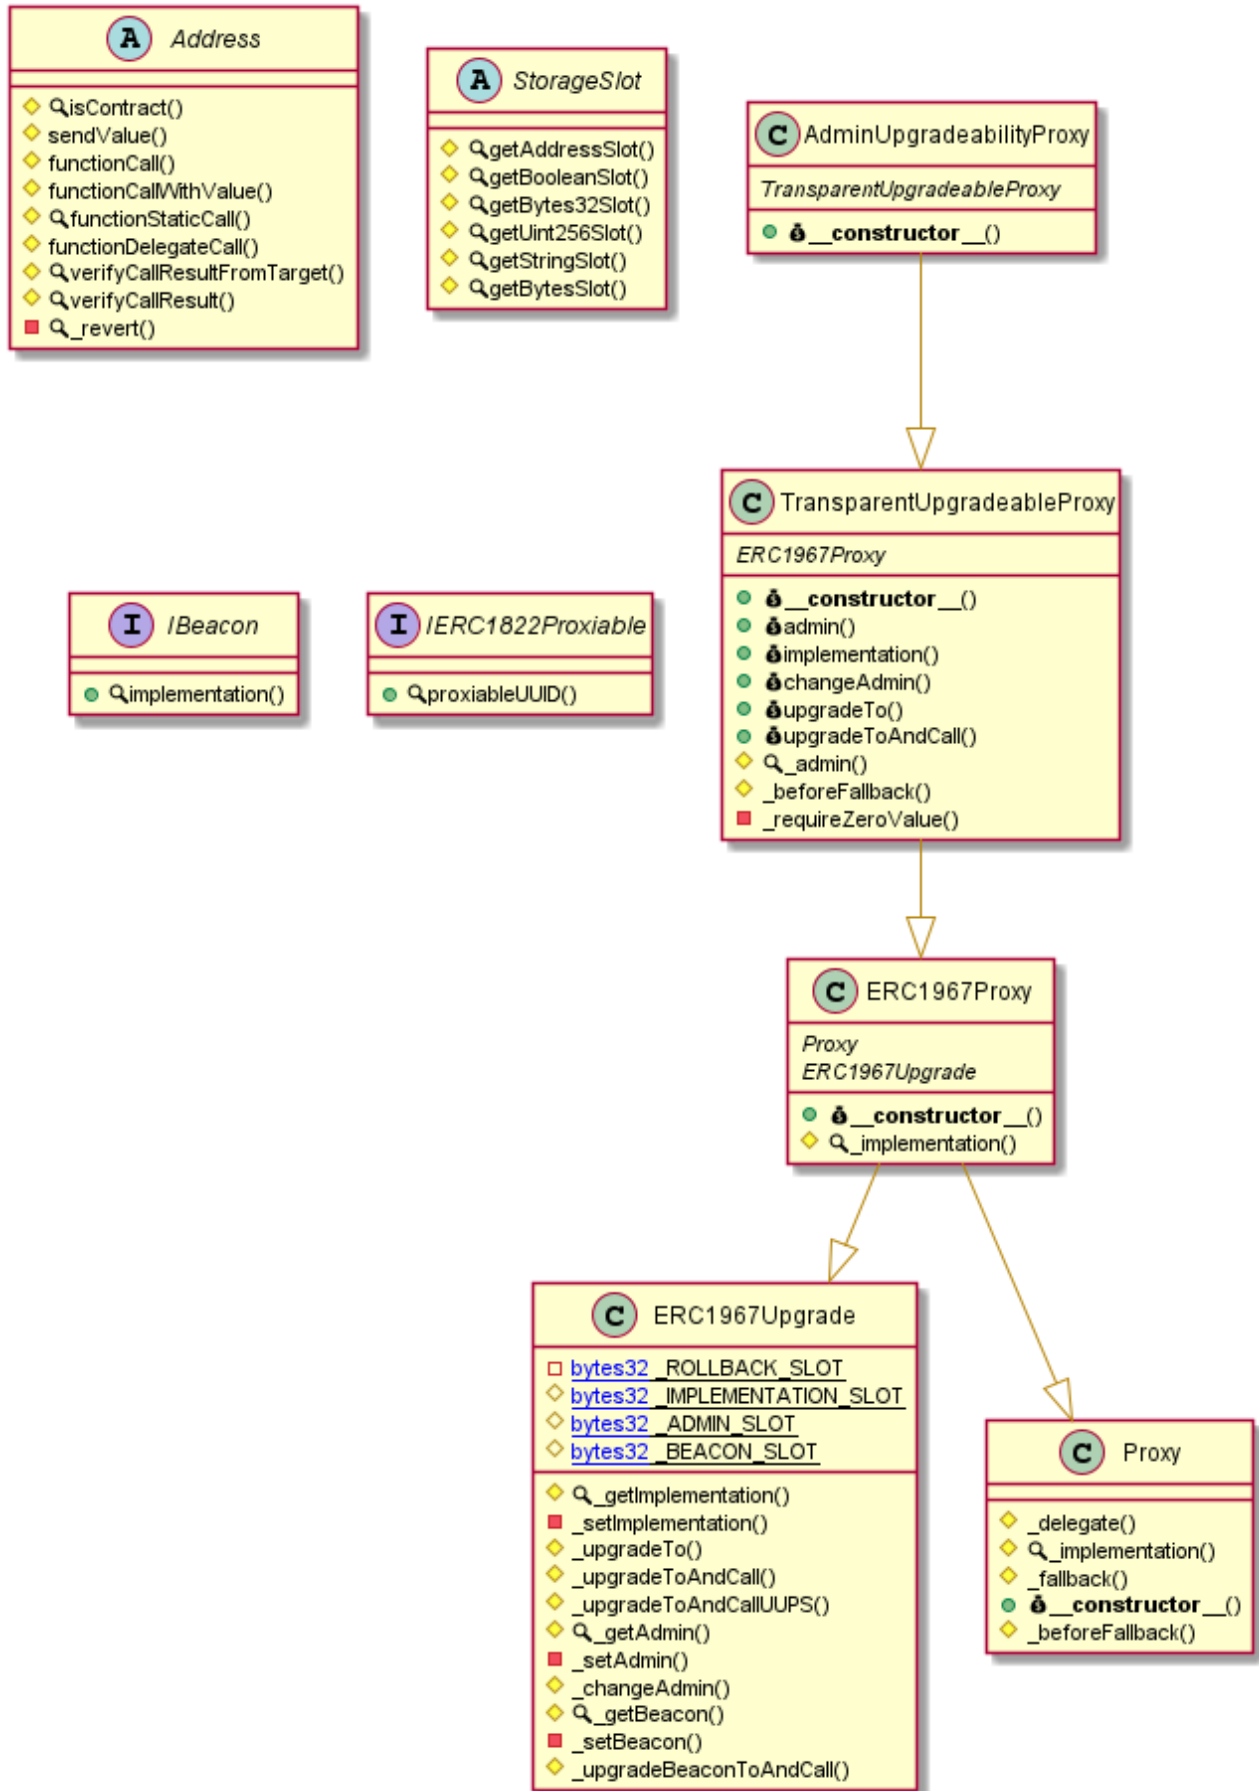 A Address
isContract()
sendValue()
functionCall()
functionCallWithValue()
functionStaticCall()
functionDelegateCall()
verifyCallResultFromTarget()
verifyCallResult()
_revert()
A StorageSlot
getAddressSlot()
getBooleanSlot()
getBytes32Slot()
getUint256Slot()
getStringSlot()
getBytesSlot()
C AdminUpgradeabilityProxy
TransparentUpgradeableProxy
__constructor__()
I IBeacon
implementation()
I IERC1822Proxiable
proxiableUUID()
C TransparentUpgradeableProxy
ERC1967Proxy
__constructor__()
admin()
implementation()
changeAdmin()
upgradeTo()
upgradeToAndCall()
_admin()
_beforeFallback()
_requireZeroValue()
C ERC1967Proxy
Proxy
ERC1967Upgrade
__constructor__()
_implementation()
C ERC1967Upgrade
bytes32 _ROLLBACK_SLOT
bytes32 _IMPLEMENTATION_SLOT
bytes32 _ADMIN_SLOT
bytes32 _BEACON_SLOT
_getImplementation()
_setImplementation()
_upgradeTo()
_upgradeToAndCall()
_upgradeToAndCallUUPS()
_getAdmin()
_setAdmin()
_changeAdmin()
_getBeacon()
_setBeacon()
_upgradeBeaconToAndCall()
C Proxy
_delegate()
_implementation()
_fallback()
__constructor__()
_beforeFallback()